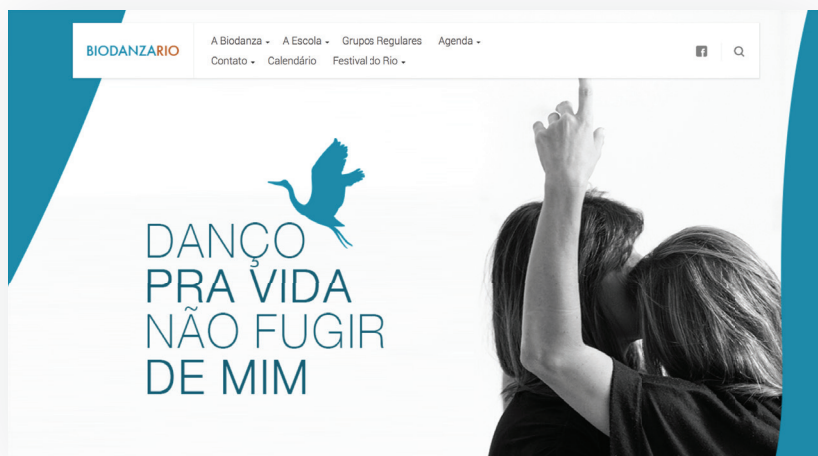 BIODANZARIO
A Biodanza
A Escola
Grupos Regulares
Agenda
Contato
Calendário
Festival do Rio
DANÇO
PRA VIDA
NÃO FUGIR
DE MIM